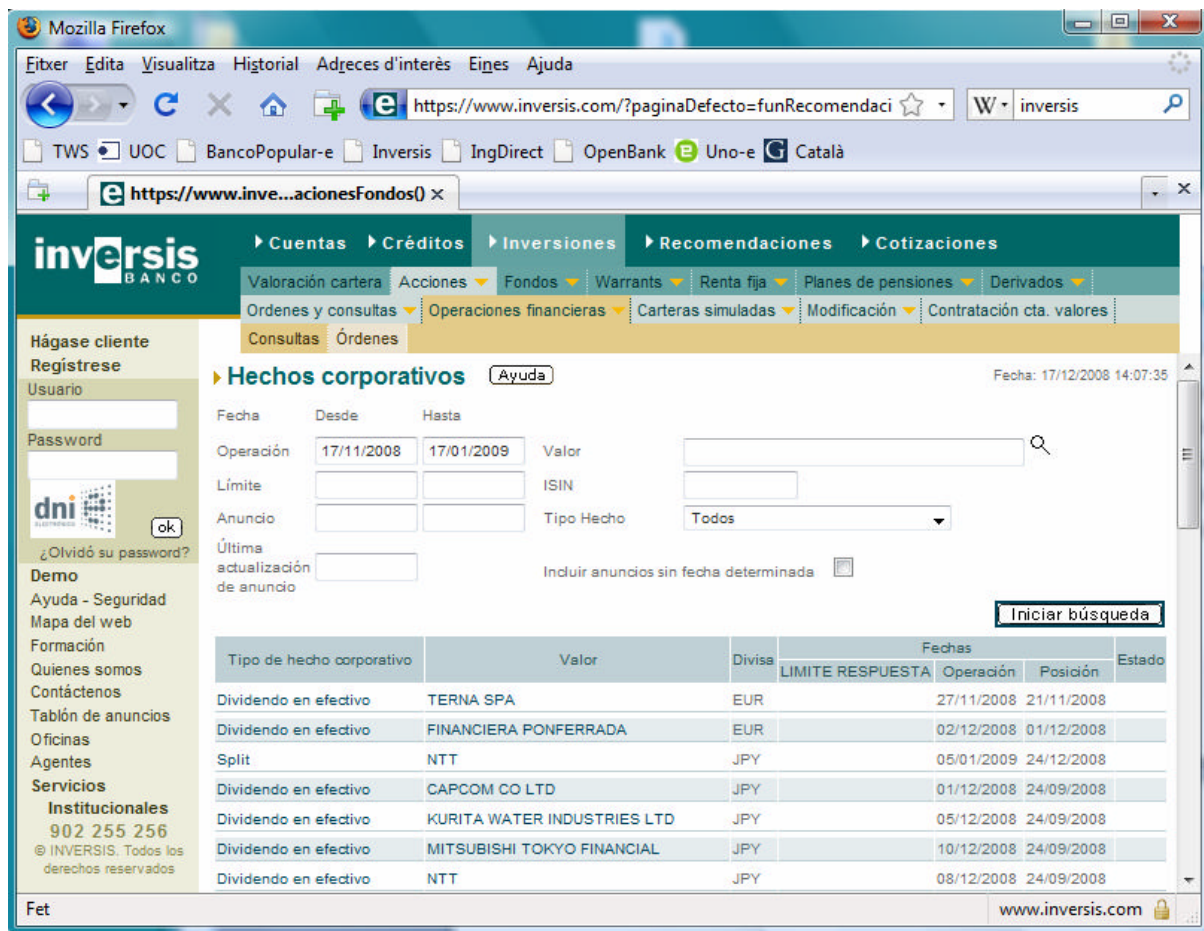 Mozilla Firefox
Fitxer Edita Visualitza Historial Adreces d'interès Eines Ajuda
https://www.inversis.com/?paginaDefecto=funRecomendaci
W inversis
TWS UOC BancoPopular-e Inversis IngDirect OpenBank Uno-e Català
https://www.inve...acionesFondos()
inversis
BANCO
Cuentas Créditos Inversiones Recomendaciones Cotizaciones
Valoración cartera Acciones Fondos Warrants Renta fija Planes de pensiones Derivados
Ordenes y consultas Operaciones financieras Carteras simuladas Modificación Contratación cta. valores
Consultas Órdenes
Hágase cliente
Regístrese
Usuario
Password
dni
ok
¿Olvidó su password?
Demo
Ayuda - Seguridad
Mapa del web
Formación
Quienes somos
Contáctenos
Tablón de anuncios
Oficinas
Agentes
Servicios
Institucionales
902 255 256
© INVERSIS. Todos los
derechos reservados
Hechos corporativos Ayuda Fecha: 17/12/2008 14:07:35
Fecha Desde Hasta
Operación 17/11/2008 17/01/2009 Valor
Límite ISIN
Anuncio Tipo Hecho Todos
Última
actualización
de anuncio
Incluir anuncios sin fecha determinada
Iniciar búsqueda
Tipo de hecho corporativo Valor Divisa Fechas Estado
LIMITE RESPUESTA Operación Posición
Dividendo en efectivo TERNA SPA EUR 27/11/2008 21/11/2008
Dividendo en efectivo FINANCIERA PONFERRADA EUR 02/12/2008 01/12/2008
Split NTT JPY 05/01/2009 24/12/2008
Dividendo en efectivo CAPCOM CO LTD JPY 01/12/2008 24/09/2008
Dividendo en efectivo KURITA WATER INDUSTRIES LTD JPY 05/12/2008 24/09/2008
Dividendo en efectivo MITSUBISHI TOKYO FINANCIAL JPY 10/12/2008 24/09/2008
Dividendo en efectivo NTT JPY 08/12/2008 24/09/2008
Fet www.inversis.com